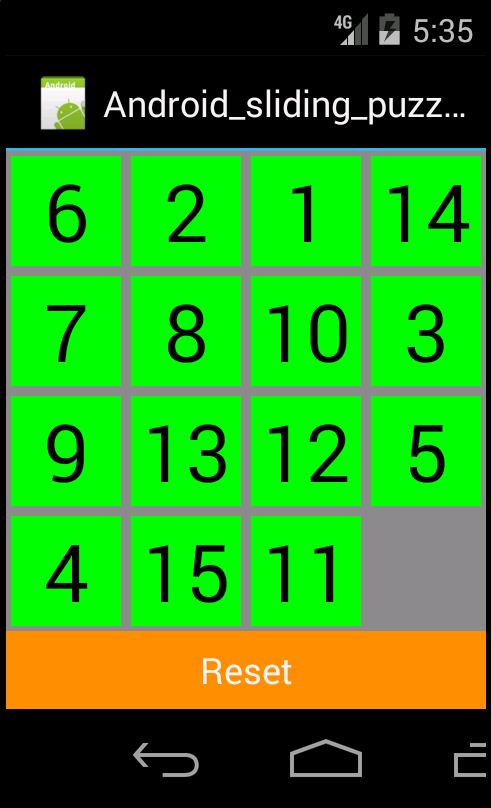 4G 5:35
Android
Android_sliding_puzz...
6 2 1 14
7 8 10 3
9 13 12 5
4 15 11
Reset